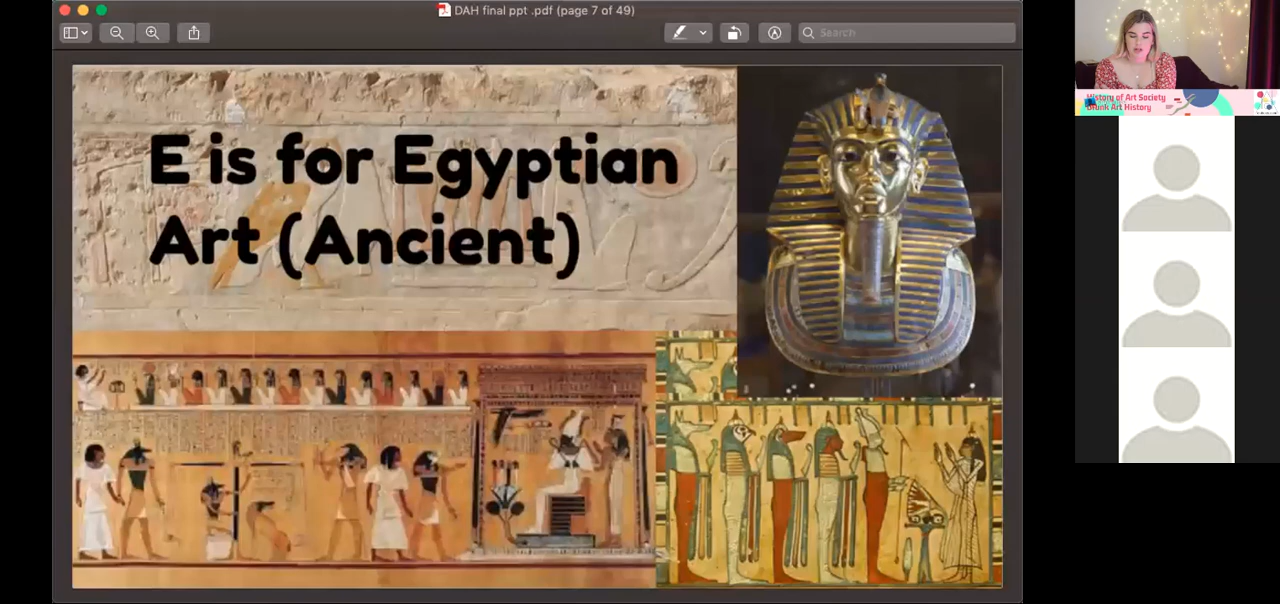 DAH final ppt .pdf (page 7 of 49)
Search
E is for Egyptian
Art (Ancient)
History of Art Society
Drunk Art History